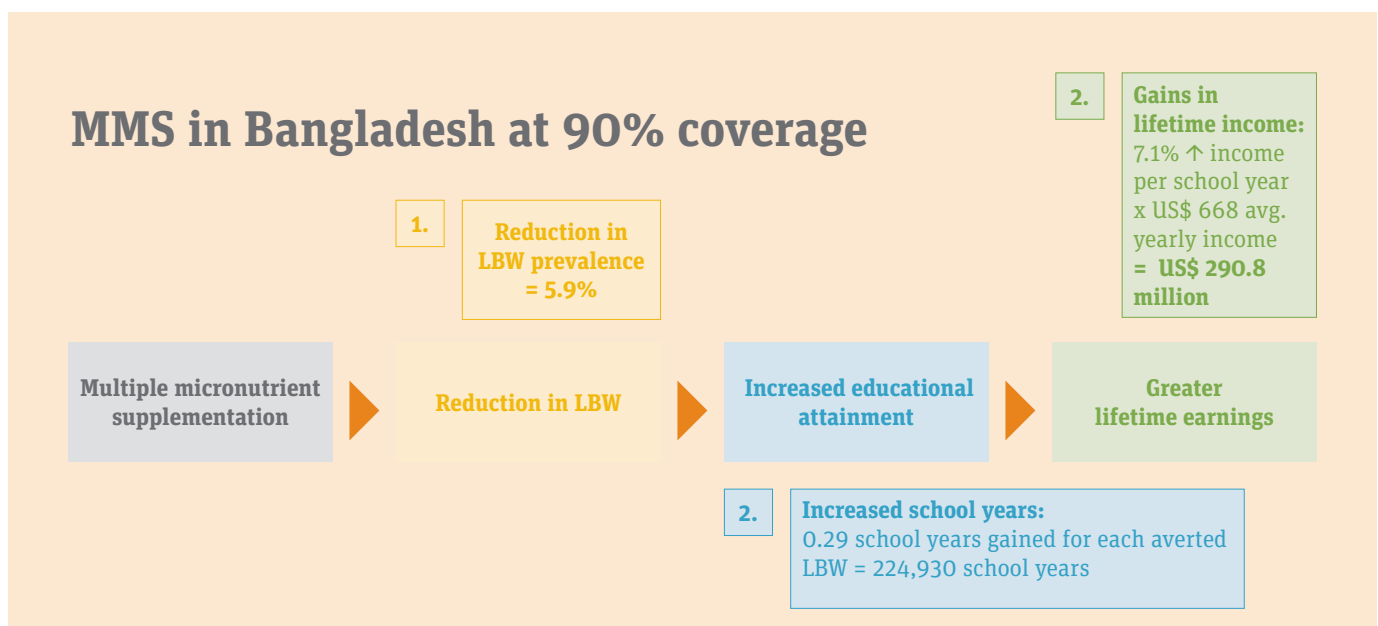 MMS in Bangladesh at 90% coverage
2.
Gains in
lifetime income:
7.1% ↑ income
per school year
x US$ 668 avg.
yearly income
= US$ 290.8
million
1.
Reduction in
LBW prevalence
= 5.9%
Multiple micronutrient
supplementation
Reduction in LBW
Increased educational
attainment
Greater
lifetime earnings
2.
Increased school years:
0.29 school years gained for each averted
LBW = 224,930 school years